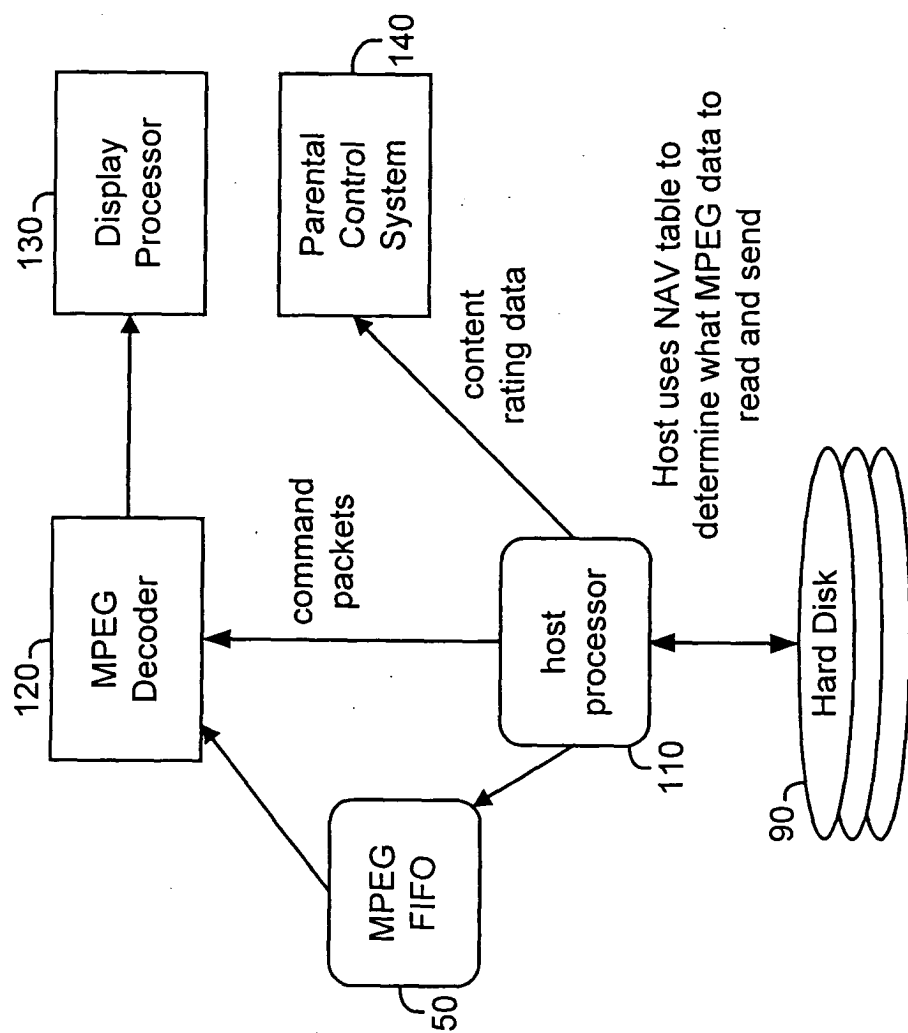 130
Display
Processor
140
Parental
Control
System
120
MPEG
Decoder
command
packets
content
rating data
host
processor
110
MPEG
FIFO
50
Host uses NAV table to
determine what MPEG data to
read and send
90
Hard Disk